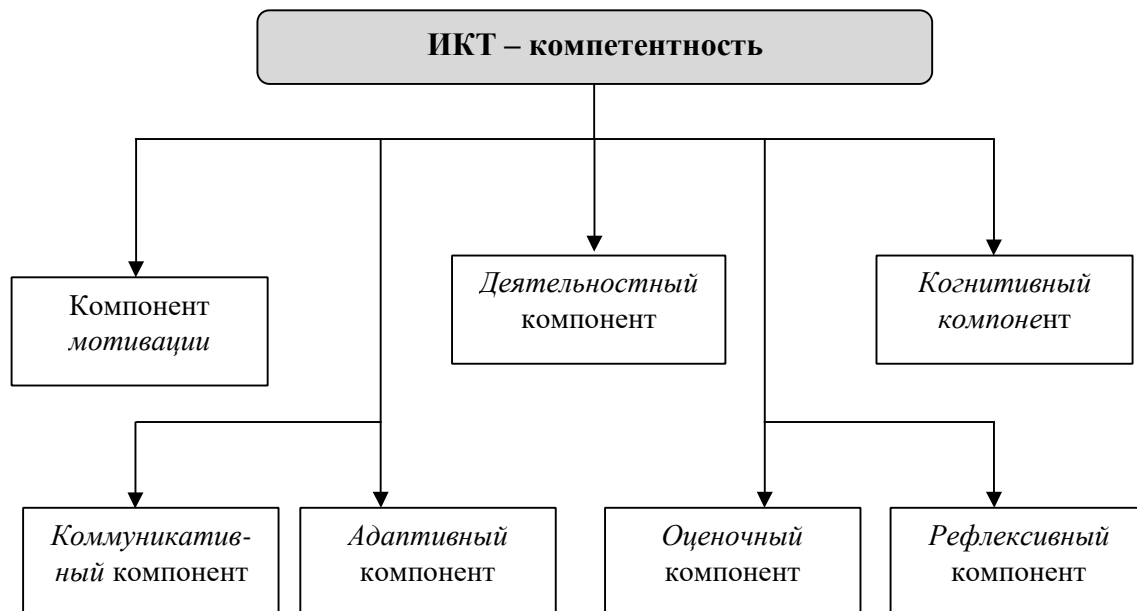 ИКТ – компетентность
Компонент
мотивации
Деятельностный
компонент
Когнитивный
компонент
Коммуникатив-
ный компонент
Адаптивный
компонент
Оценочный
компонент
Рефлексивный
компонент